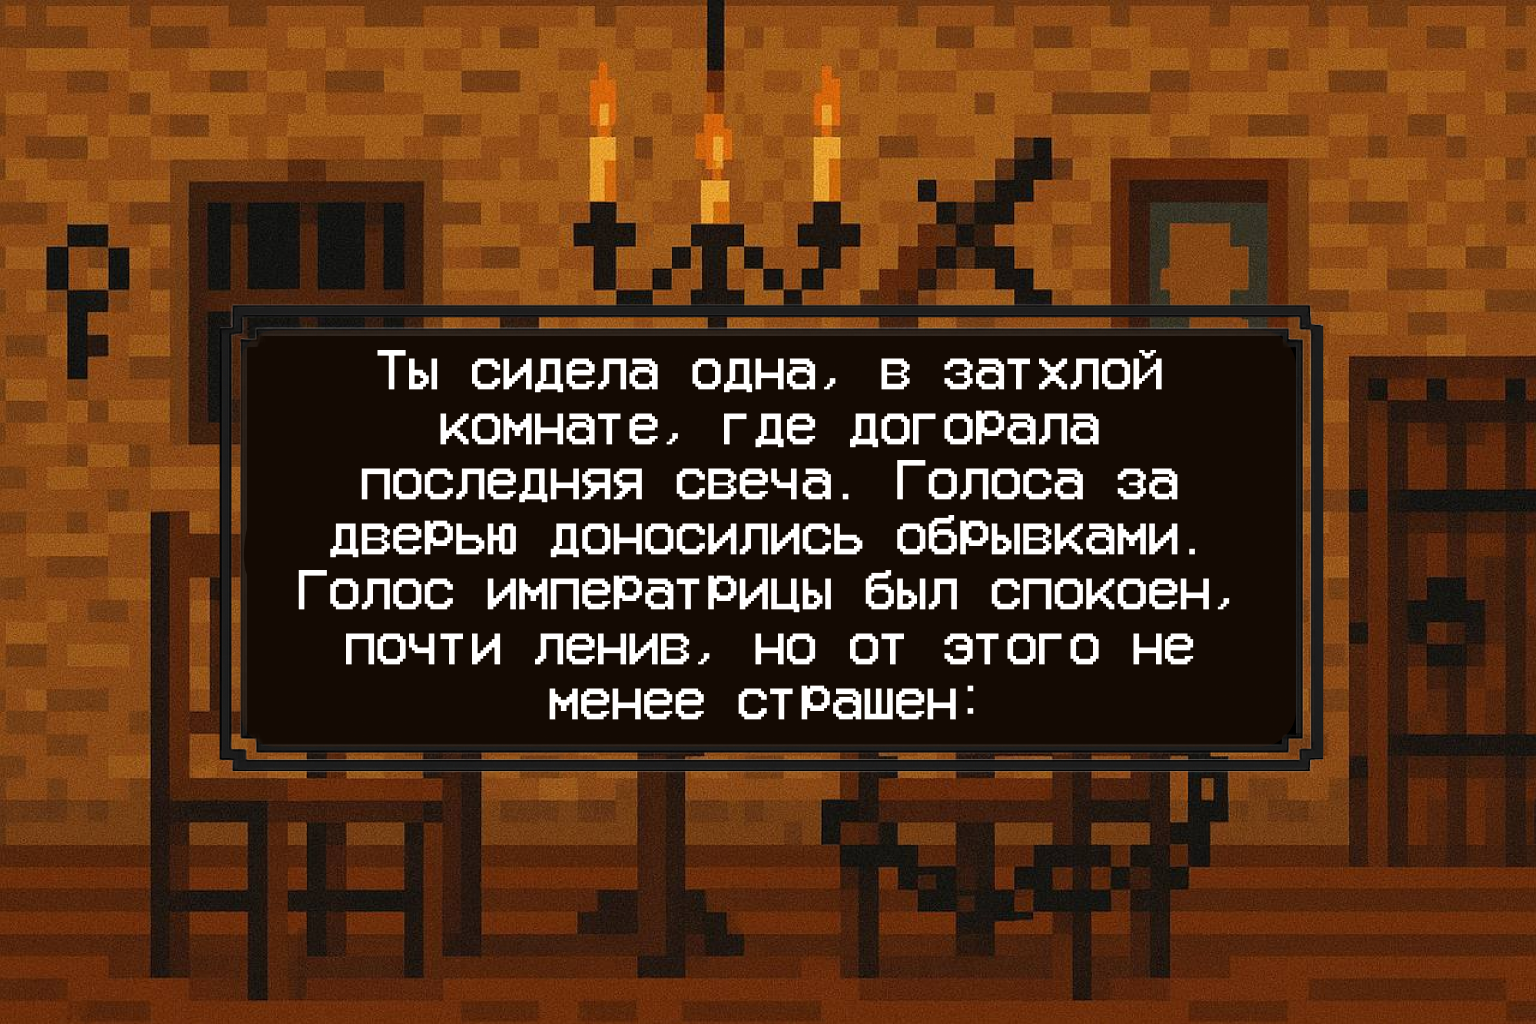 Ты сидела одна, в затхлой
комнате, где догорала
последняя свеча. Голоса за
дверью доносились обрывками.
Голос императрицы был спокоен,
почти ленив, но от этого не
менее страшен: